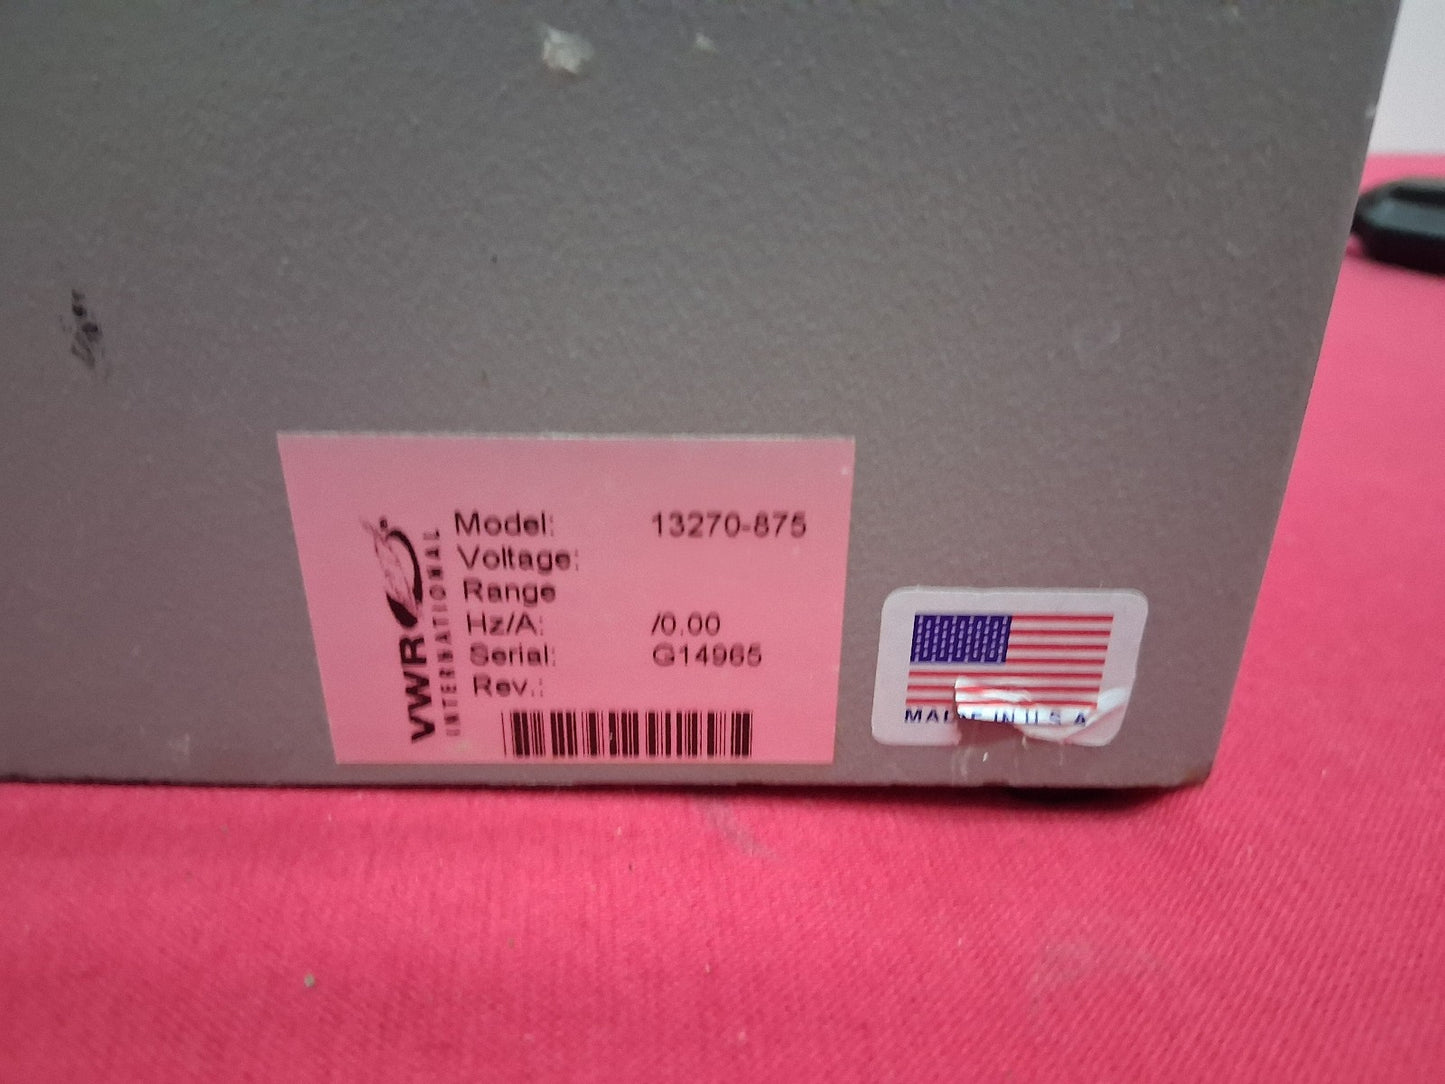 VWR
INTERNATIONAL
Model: 13270-875
Voltage:
Range
Hz/A: /0.00
Serial: G14965
Rev.:
MADE IN U.S.A